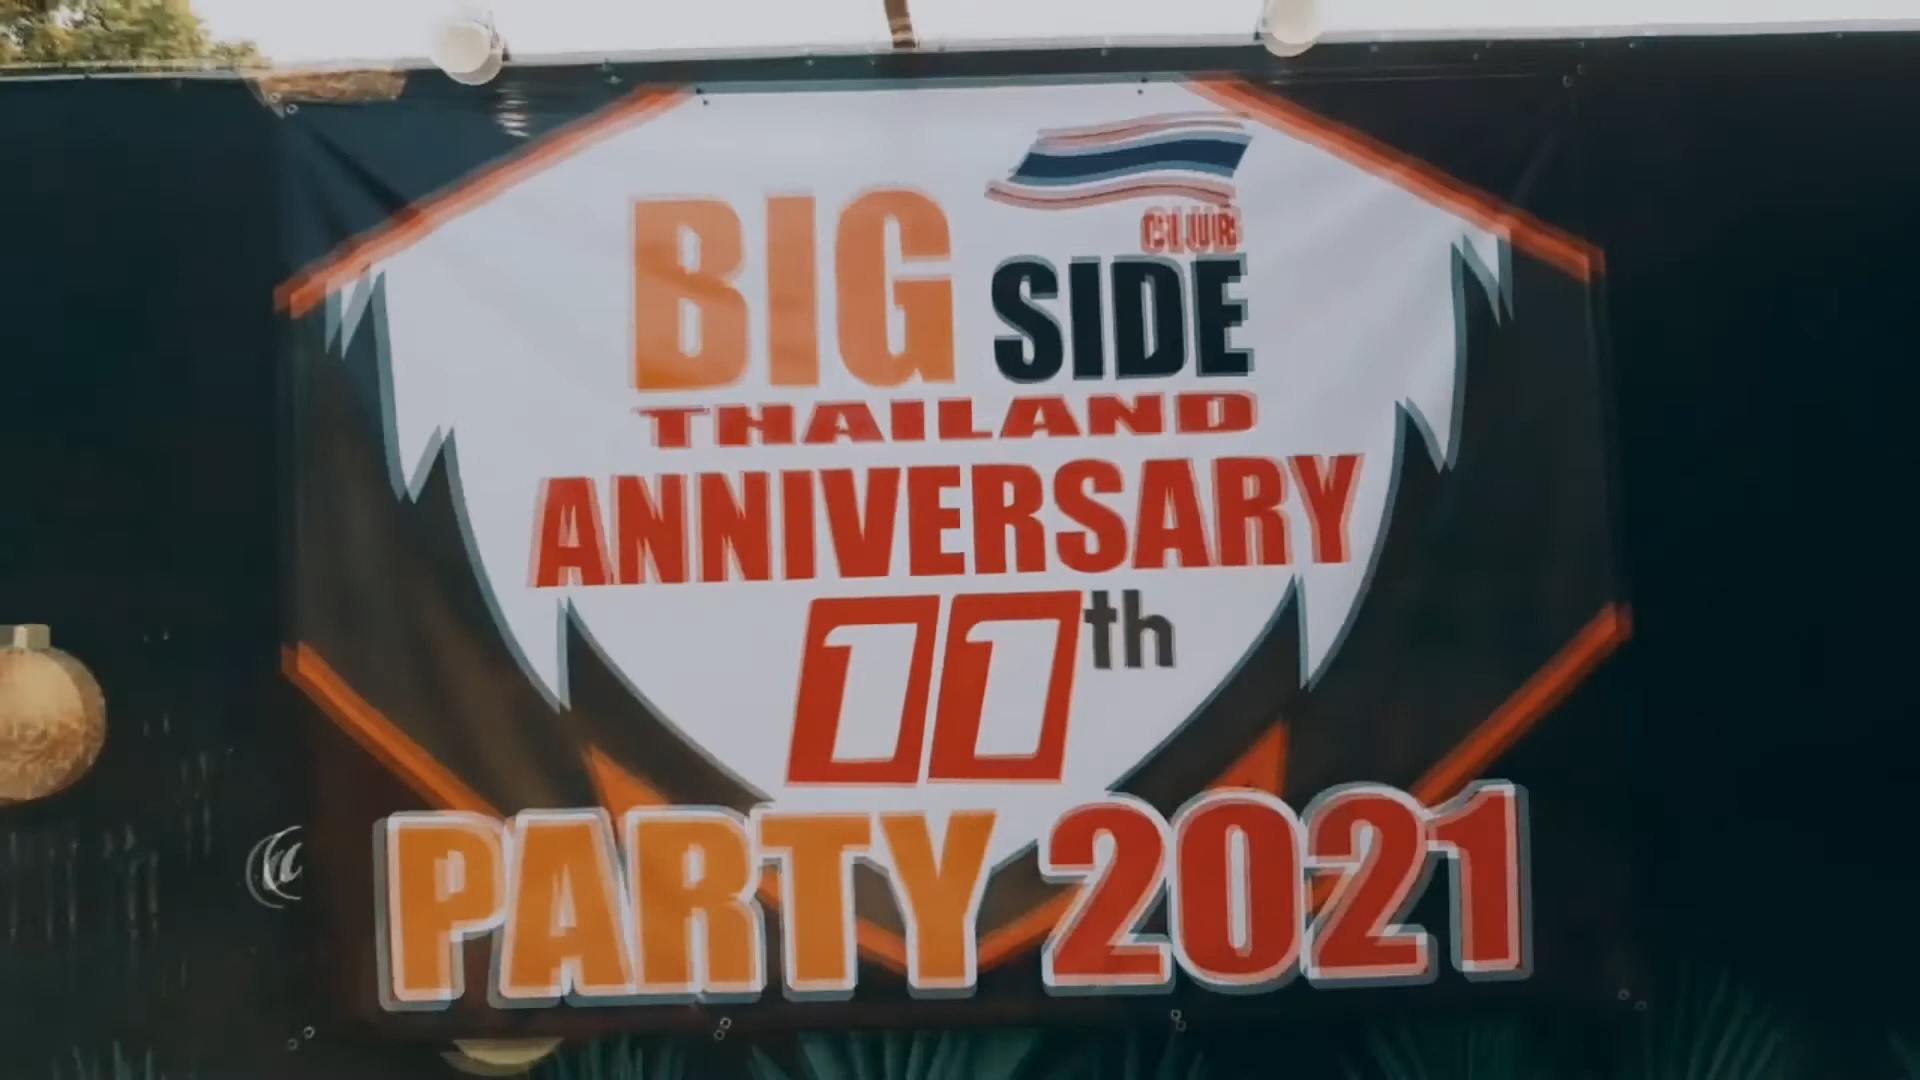 BIG SIDE
CLUB
THAILAND
ANNIVERSARY
11th
PARTY 2021